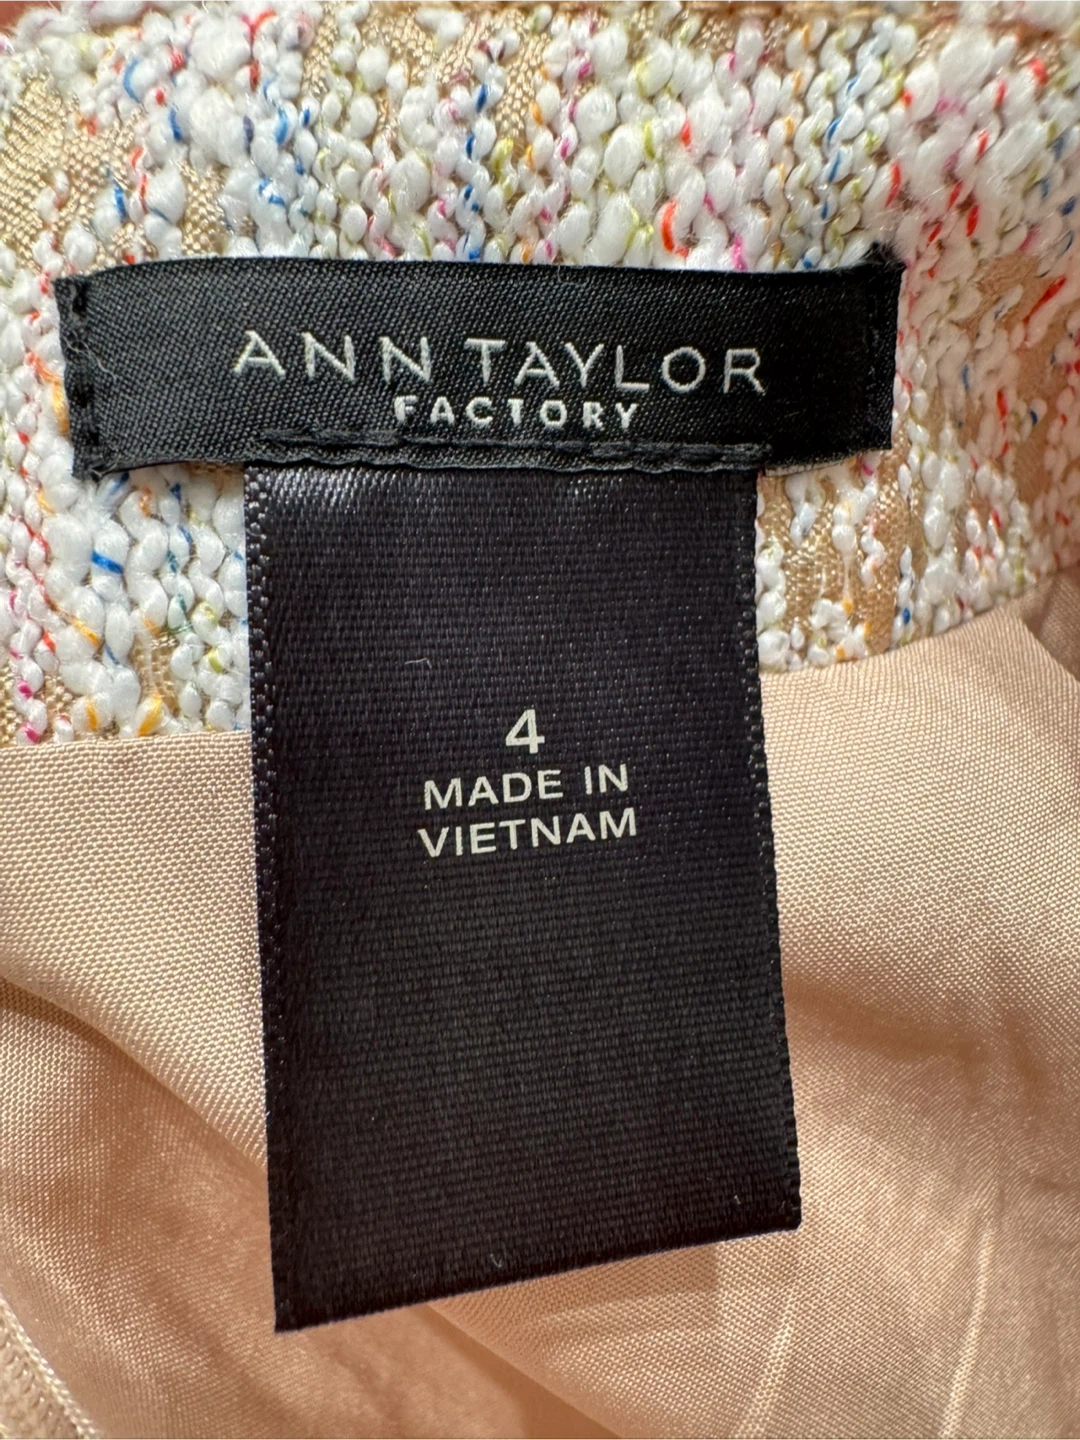 ANN TAYLOR
FACTORY
4
MADE IN
VIETNAM